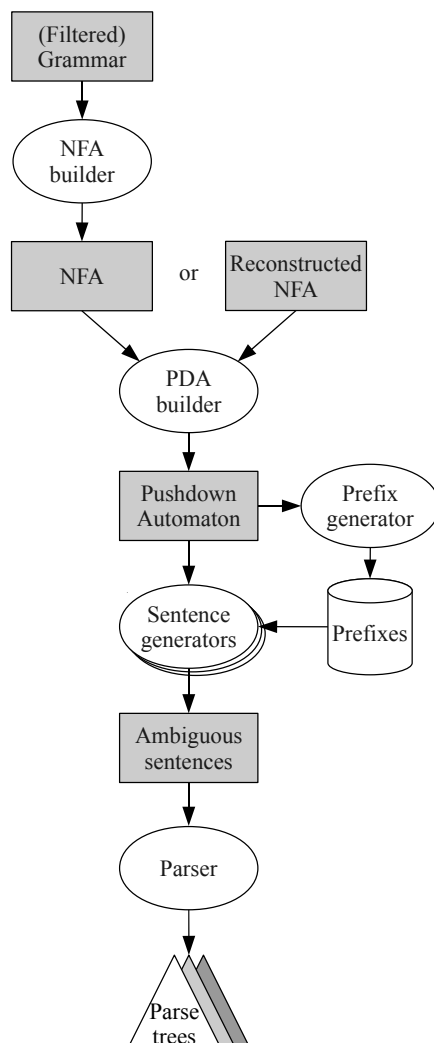 (Filtered)
Grammar
NFA
builder
NFA
or
Reconstructed
NFA
PDA
builder
Pushdown
Automaton
Prefix
generator
Sentence
generators
Prefixes
Ambiguous
sentences
Parser
Parse
trees